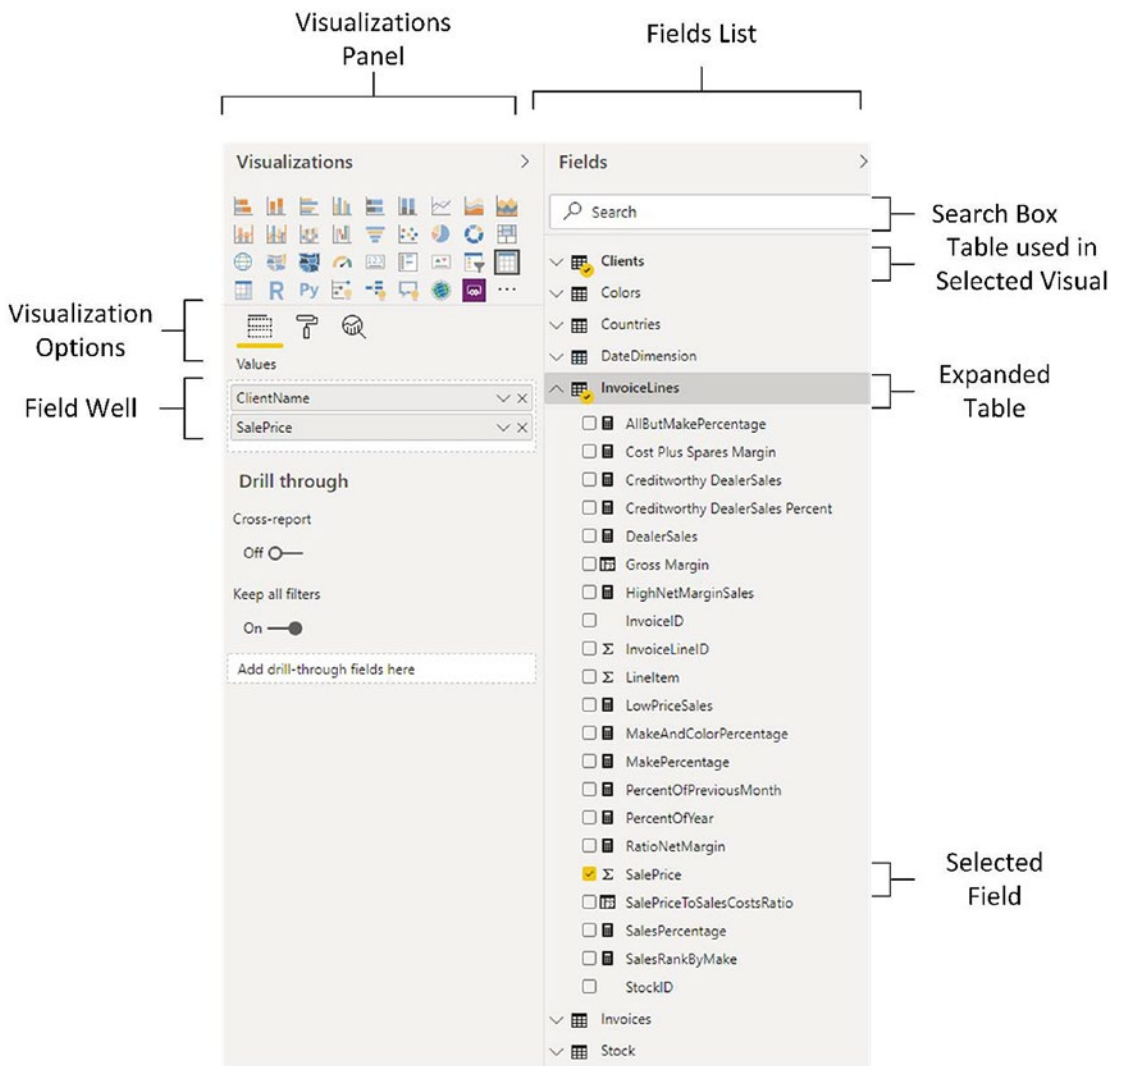 Visualizations
Panel
Fields List
Visualizations
Fields
Search
Search Box
Table used in
Selected Visual
Clients
Colors
Countries
DateDimension
InvoiceLines
Expanded
Table
Visualization
Options
R
Py
Values
Field Well
ClientName
SalePrice
Drill through
Cross-report
Off
Keep all filters
On
Add drill-through fields here
AllButMakePercentage
Cost Plus Spares Margin
Creditworthy DealerSales
Creditworthy DealerSales Percent
DealerSales
Gross Margin
HighNetMarginSales
InvoiceID
Σ InvoiceLineID
Σ LineItem
LowPriceSales
MakeAndColorPercentage
MakePercentage
PercentOfPreviousMonth
PercentOfYear
RatioNetMargin
Σ SalePrice
SalePriceToSalesCostsRatio
SalesPercentage
SalesRankByMake
StockID
Selected
Field
Invoices
Stock